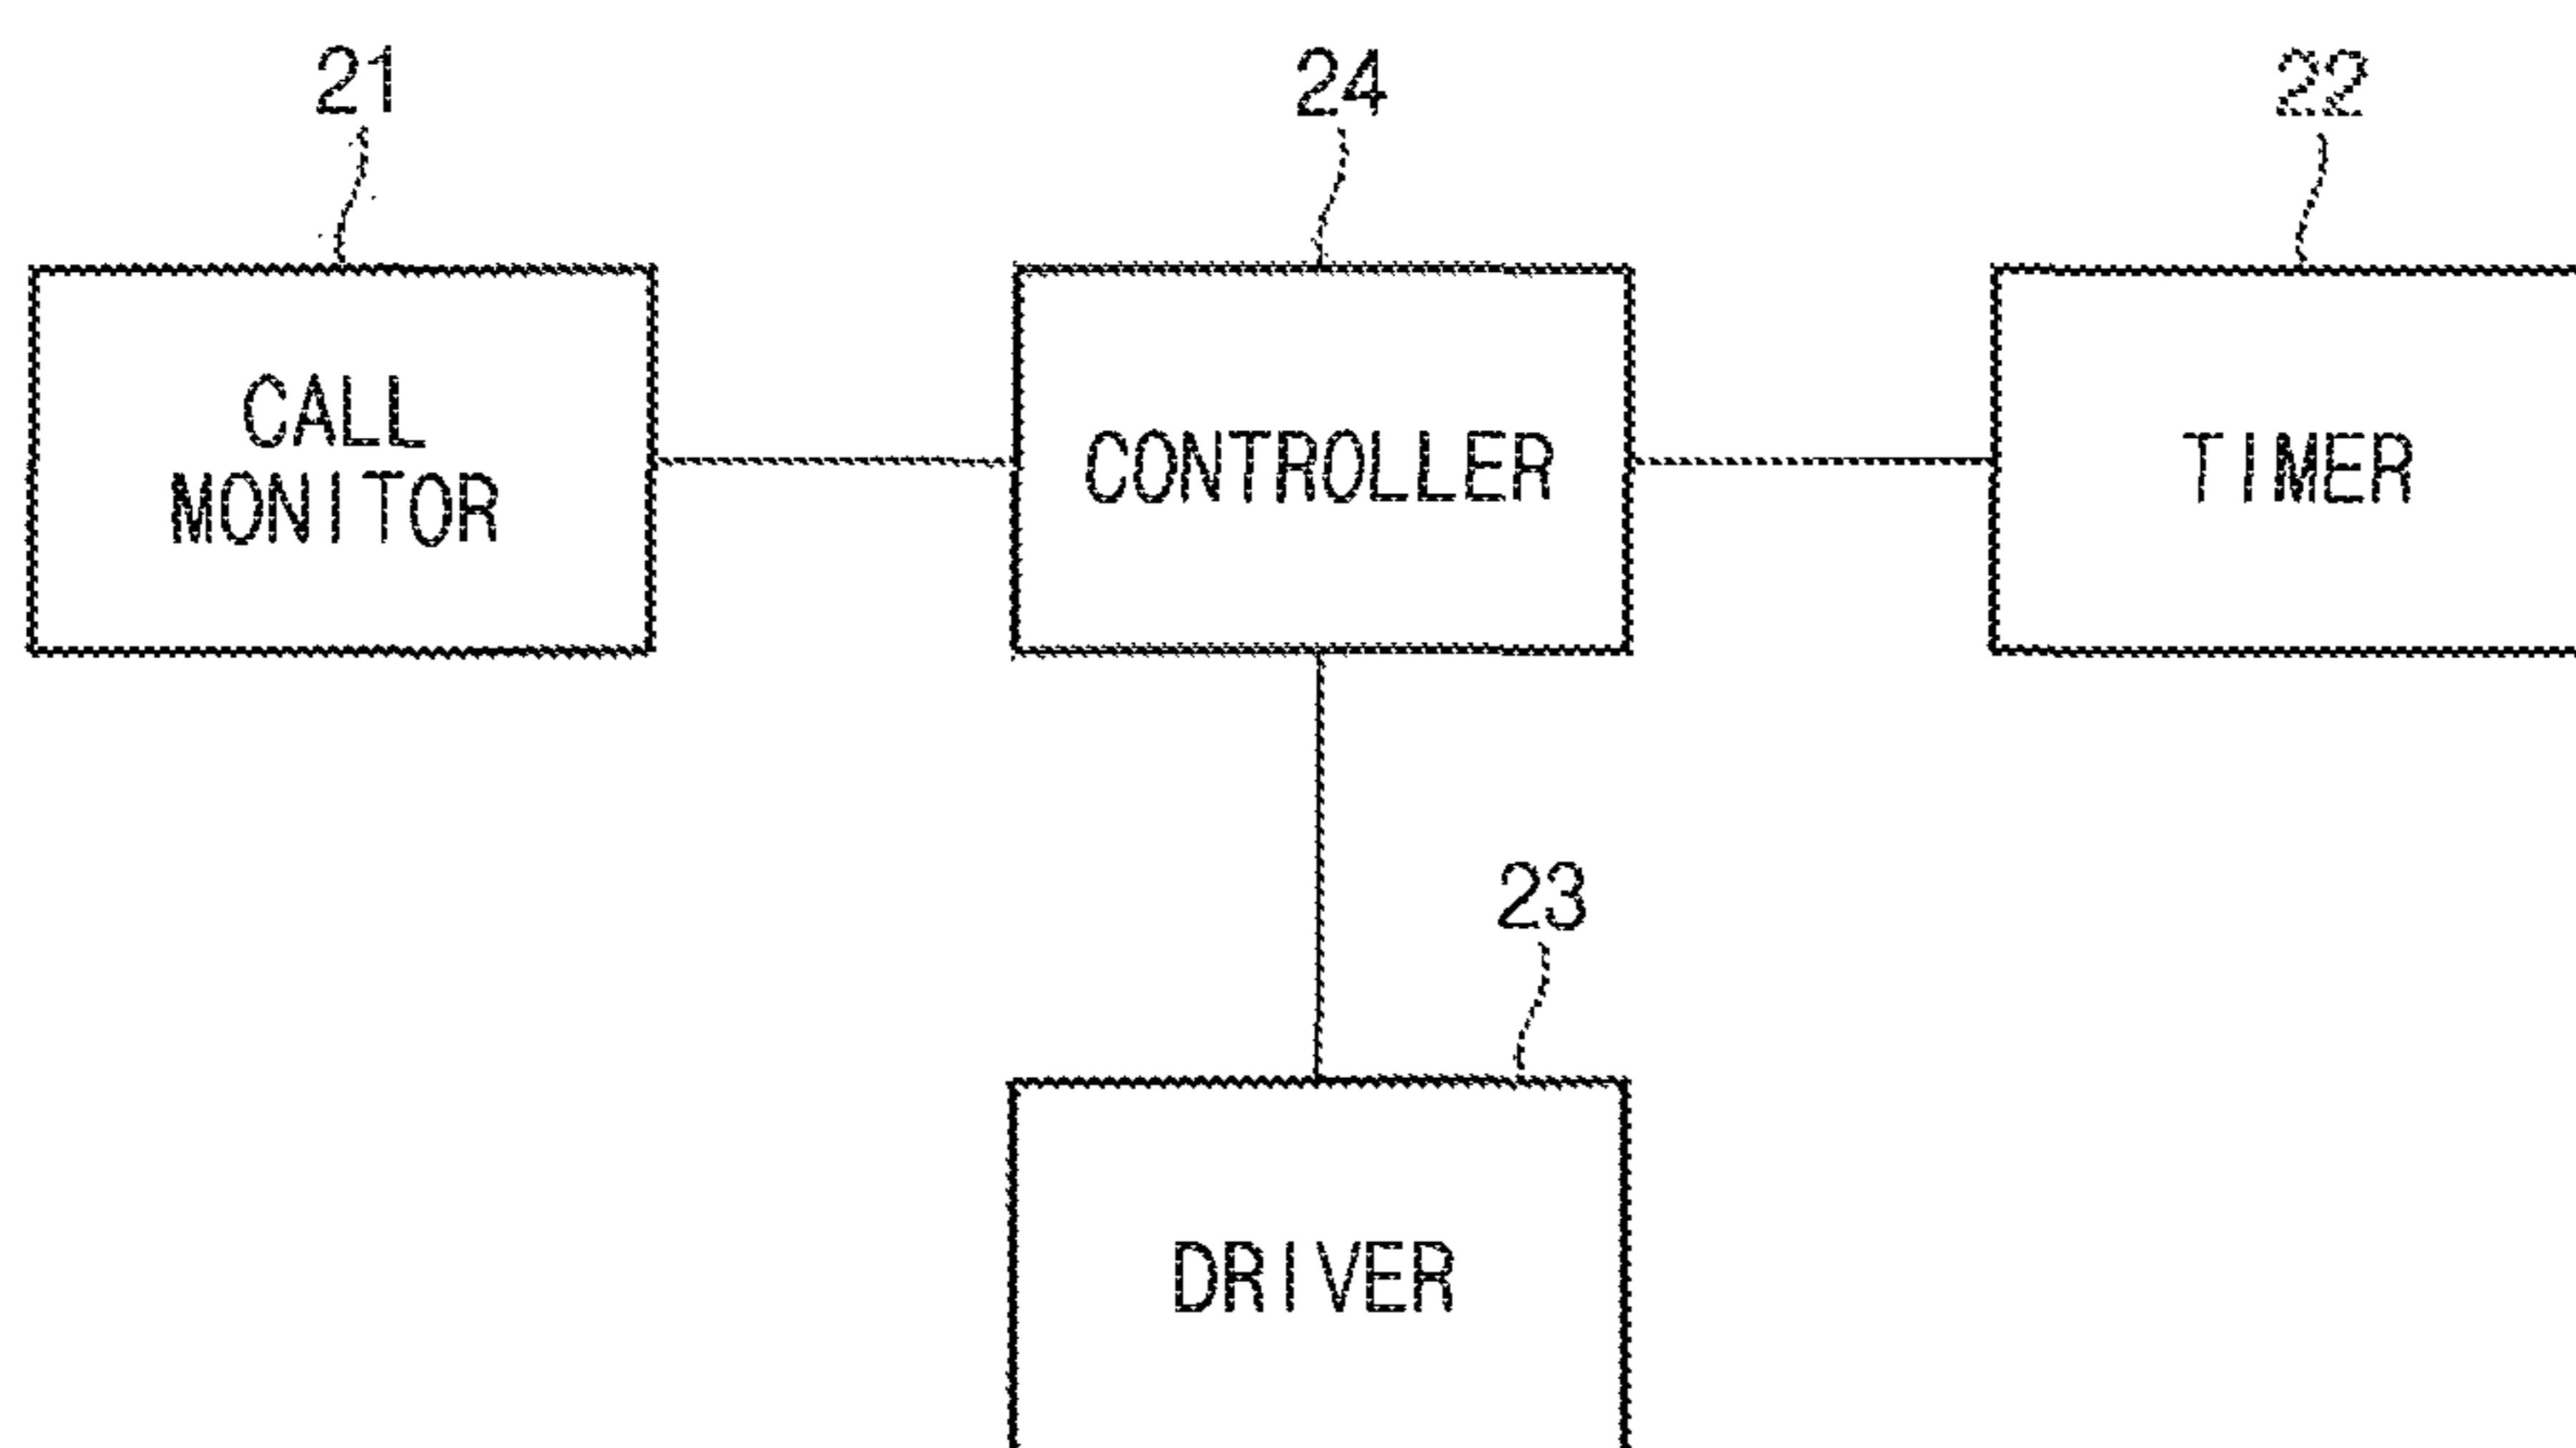 21
24
22
CALL
MONITOR
CONTROLLER
TIMER
23
DRIVER